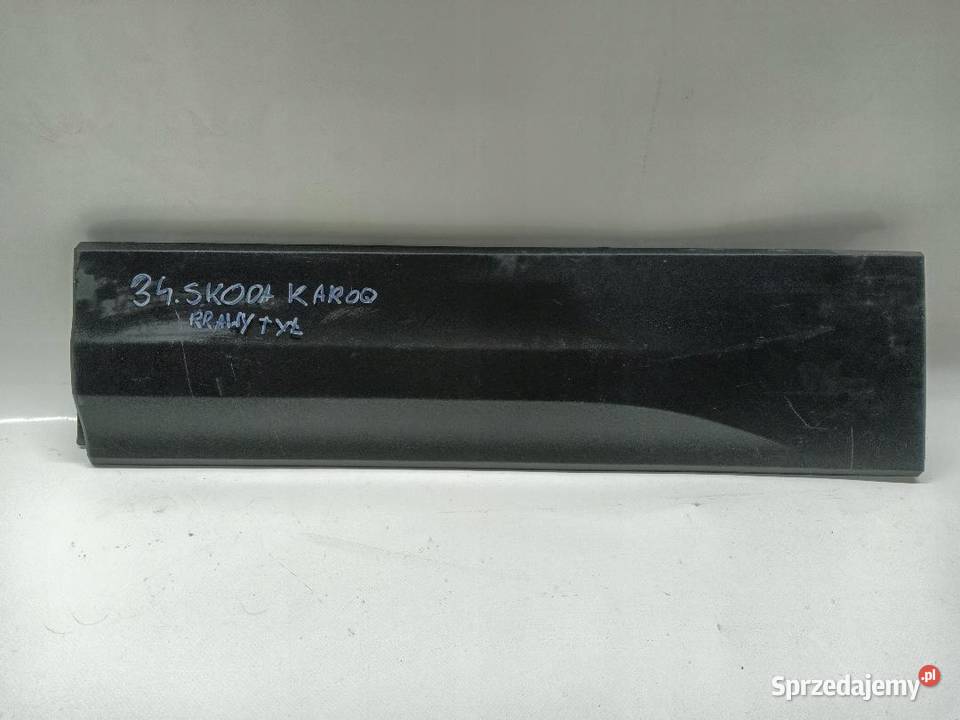 34. SKODA KAROQ
PRAWY TYŁ
Sprzedajemy.pl